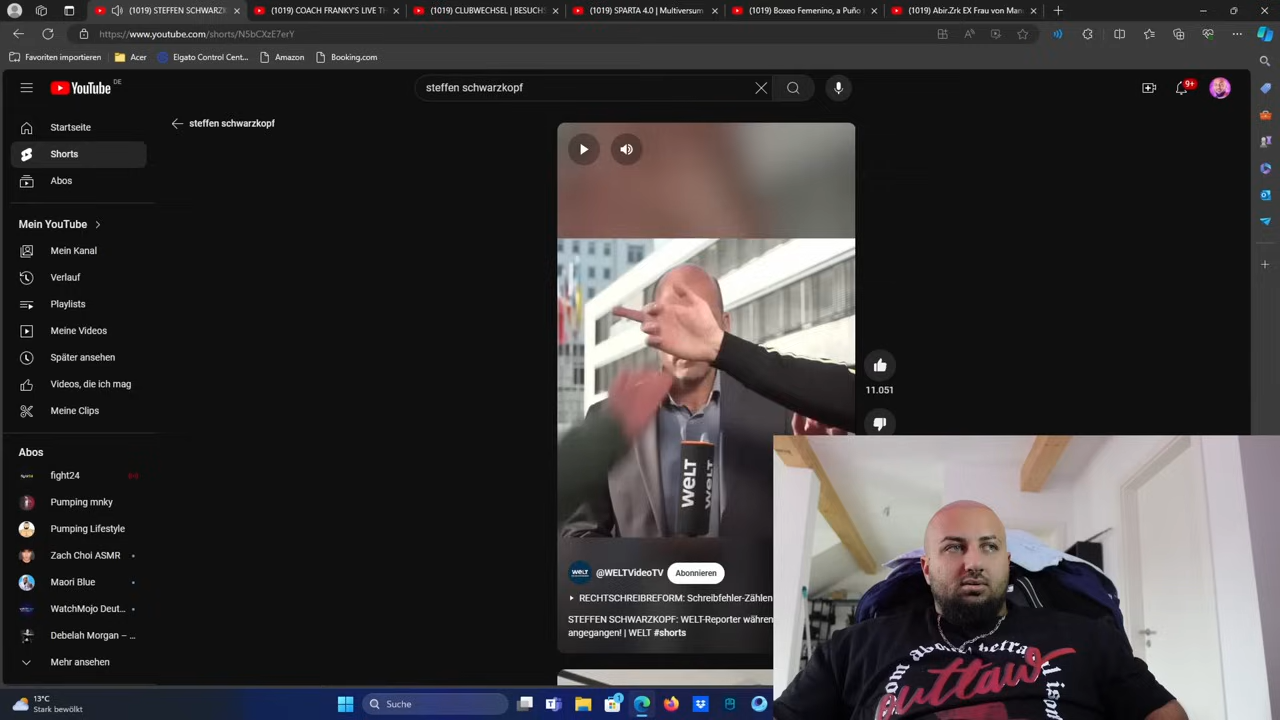 (1019) STEFFEN SCHWARZK
(1019) COACH FRANKY'S LIVE TH
(1019) CLUBWECHSEL | BESUCH
(1019) SPARTA 4.0 | Multiversum
(1019) Boxeo Femenino, a Puño
(1019) Abir.Zrk EX Frau von Man
https://www.youtube.com/shorts/N5bCXzE7erY
Favoriten importieren
Acer
Elgato Control Cent...
Amazon
Booking.com
YouTube DE
steffen schwarzkopf
9+
Startseite
steffen schwarzkopf
Shorts
Abos
Mein YouTube
Mein Kanal
Verlauf
Playlists
Meine Videos
Später ansehen
Videos, die ich mag
Meine Clips
11.051
Abos
fight24
Pumping mnky
Pumping Lifestyle
Zach Choi ASMR
Maori Blue
WatchMojo Deut...
Debelah Morgan – ...
Mehr ansehen
WELT
WELT
WELT
@WELTVideoTV
Abonnieren
RECHTSCHREIBREFORM: Schreibfehler-Zählen
STEFFEN SCHWARZKOPF: WELT-Reporter währen
angegangen! | WELT #shorts
outlaw
13°C
Stark bewölkt
Suche